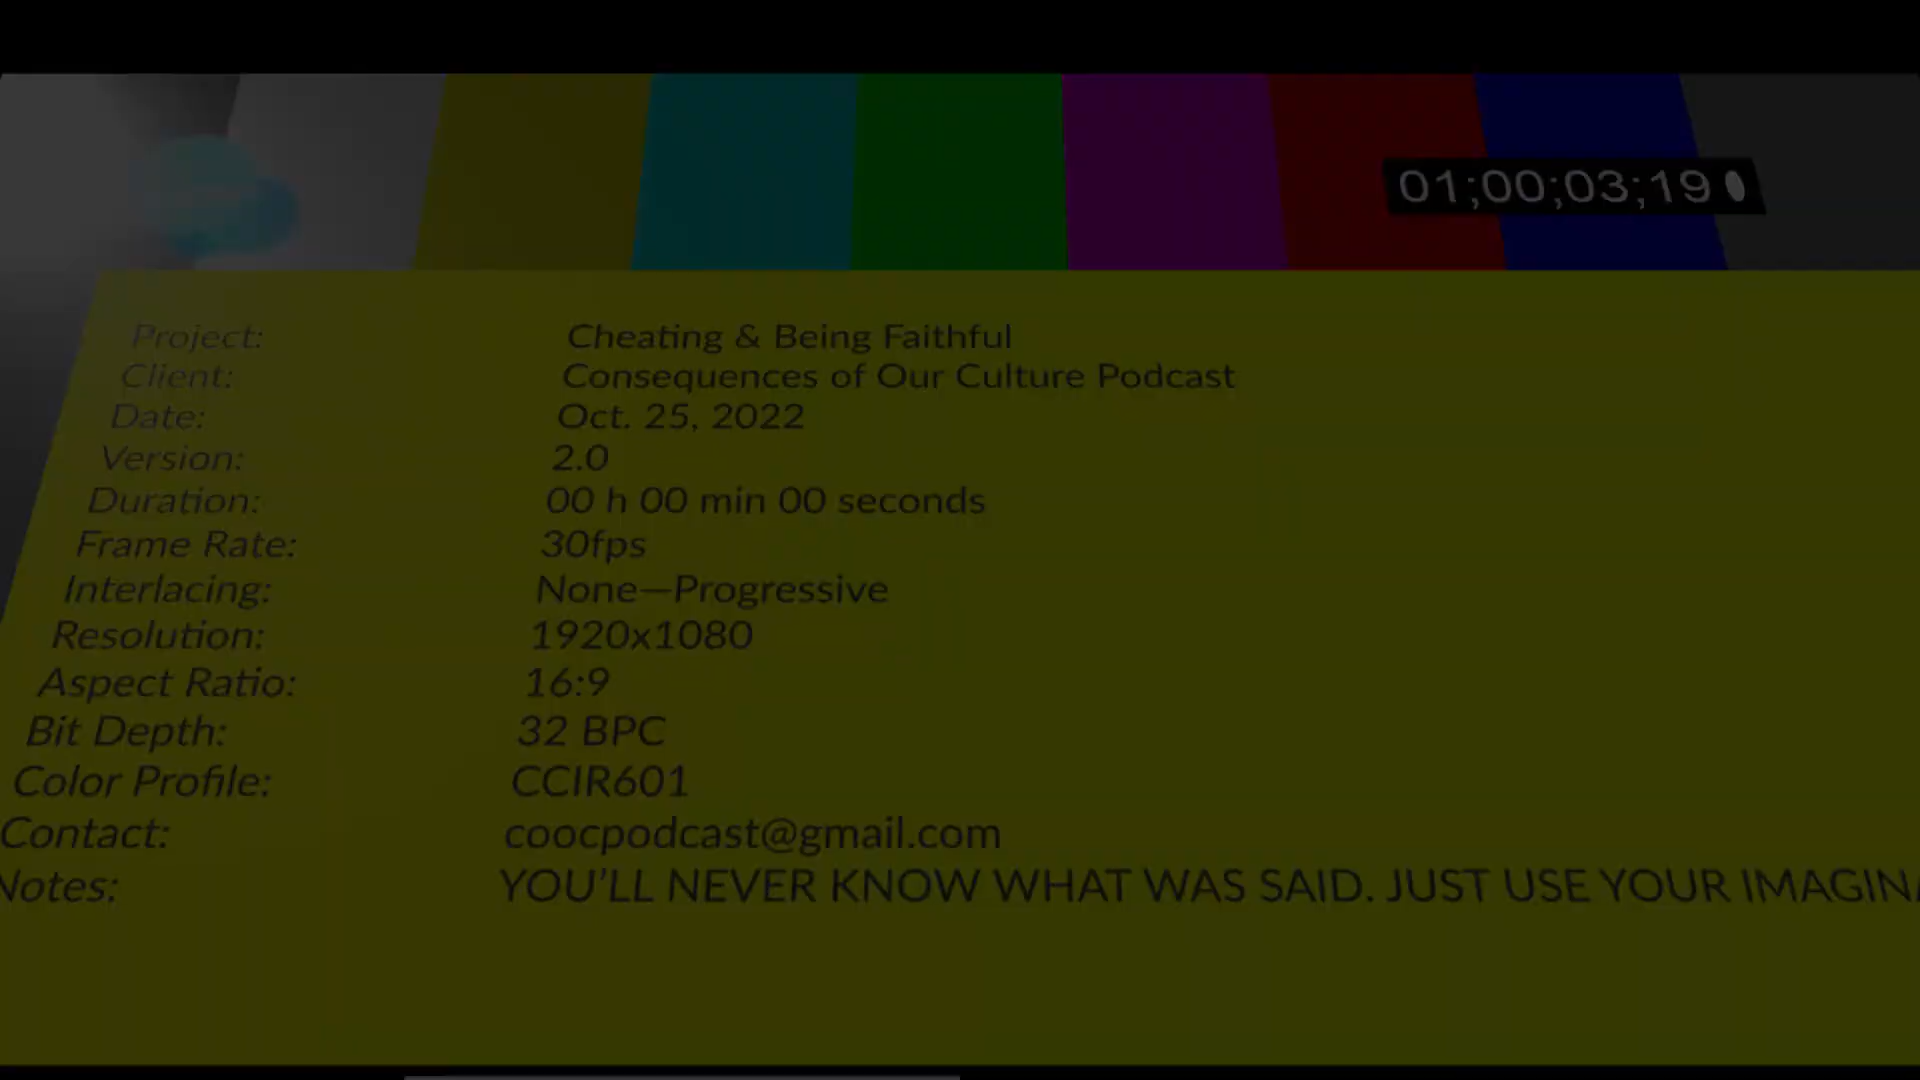 01;00;03;19
Project: Cheating & Being Faithful
Client: Consequences of Our Culture Podcast
Date: Oct. 25, 2022
Version: 2.0
Duration: 00 h 00 min 00 seconds
Frame Rate: 30fps
Interlacing: None—Progressive
Resolution: 1920x1080
Aspect Ratio: 16:9
Bit Depth: 32 BPC
Color Profile: CCIR601
Contact: coocpodcast@gmail.com
Notes: YOU’LL NEVER KNOW WHAT WAS SAID. JUST USE YOUR